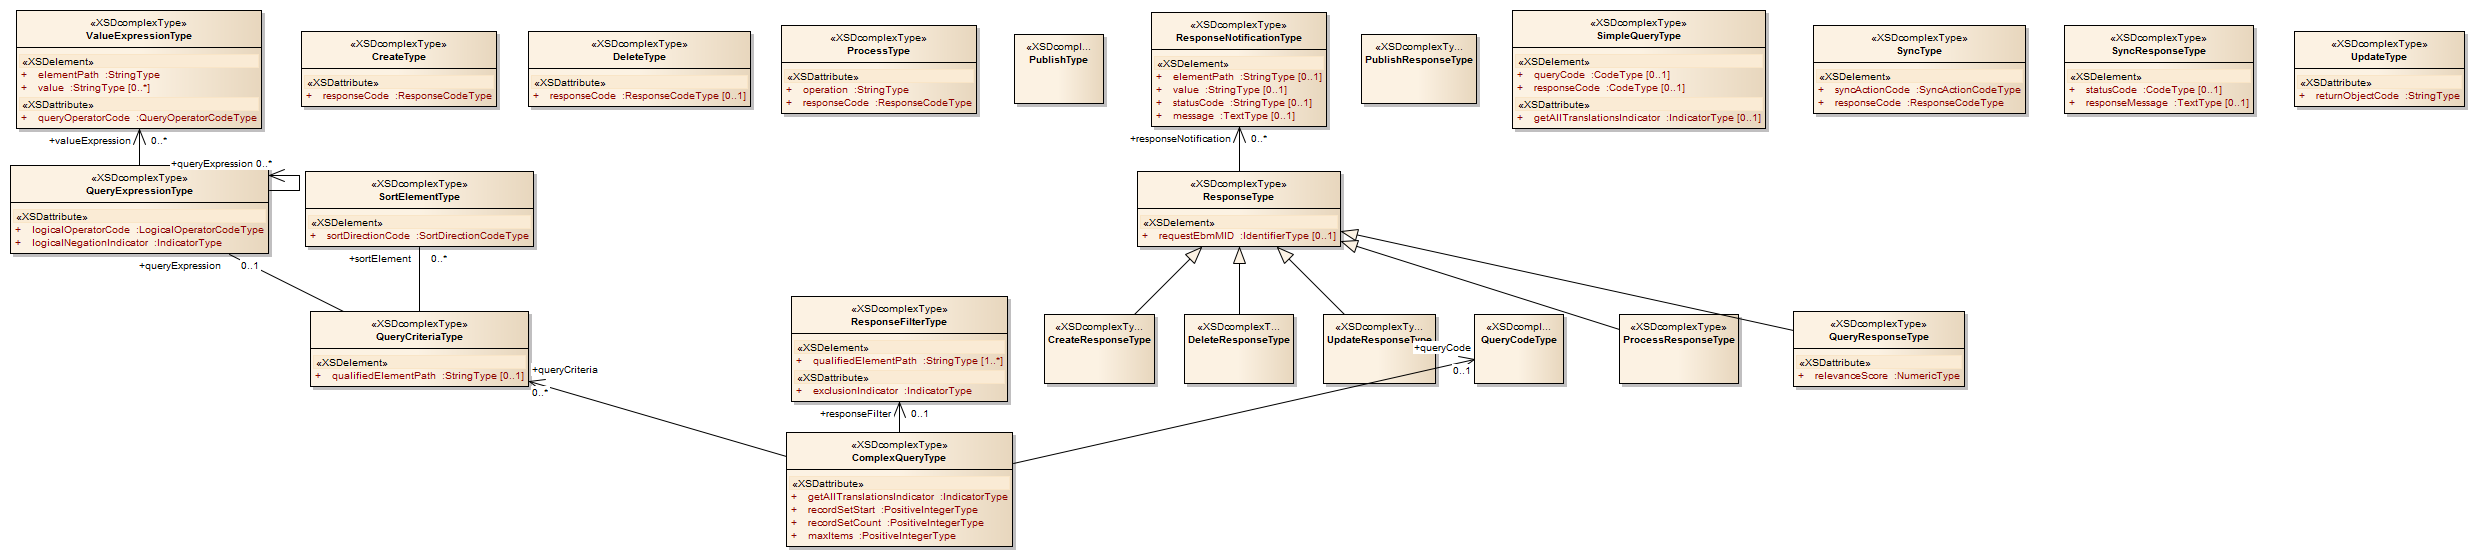 «XSDcomplexType»
ValueExpressionType
«XSDelement»
+ elementPath :StringType
+ value :StringType [0..*]
«XSDattribute»
+ queryOperatorCode :QueryOperatorCodeType
«XSDcomplexType»
CreateType
«XSDattribute»
+ responseCode :ResponseCodeType
«XSDcomplexType»
DeleteType
«XSDattribute»
+ responseCode :ResponseCodeType [0..1]
«XSDcomplexType»
ProcessType
«XSDattribute»
+ operation :StringType
+ responseCode :ResponseCodeType
«XSDcompl...
PublishType
«XSDcomplexType»
ResponseNotificationType
«XSDelement»
+ elementPath :StringType [0..1]
+ value :StringType [0..1]
+ statusCode :StringType [0..1]
+ message :TextType [0..1]
«XSDcomplexTy...
PublishResponseType
«XSDcomplexType»
SimpleQueryType
«XSDelement»
+ queryCode :CodeType [0..1]
+ responseCode :CodeType [0..1]
«XSDattribute»
+ getAllTranslationsIndicator :IndicatorType [0..1]
«XSDcomplexType»
SyncType
«XSDelement»
+ syncActionCode :SyncActionCodeType
+ responseCode :ResponseCodeType
«XSDcomplexType»
SyncResponseType
«XSDelement»
+ statusCode :CodeType [0..1]
+ responseMessage :TextType [0..1]
«XSDcomplexType»
UpdateType
«XSDattribute»
+ returnObjectCode :StringType
+valueExpression 0..*
+responseNotification 0..*
+queryExpression 0..*
«XSDcomplexType»
QueryExpressionType
«XSDattribute»
+ logicalOperatorCode :LogicalOperatorCodeType
+ logicalNegationIndicator :IndicatorType
«XSDcomplexType»
SortElementType
«XSDelement»
+ sortDirectionCode :SortDirectionCodeType
«XSDcomplexType»
ResponseType
«XSDelement»
+ requestEbmMID :IdentifierType [0..1]
+queryExpression 0..1
+sortElement 0..*
«XSDcomplexType»
QueryCriteriaType
«XSDelement»
+ qualifiedElementPath :StringType [0..1]
«XSDcomplexType»
ResponseFilterType
«XSDelement»
+ qualifiedElementPath :StringType [1..*]
«XSDattribute»
+ exclusionIndicator :IndicatorType
«XSDcomplexTy...
CreateResponseType
«XSDcomplexT...
DeleteResponseType
«XSDcomplexTy...
UpdateResponseType
«XSDcompl...
QueryCodeType
«XSDcomplexType»
ProcessResponseType
«XSDcomplexType»
QueryResponseType
«XSDattribute»
+ relevanceScore :NumericType
+queryCode
0..1
+queryCriteria
0..*
+responseFilter 0..1
«XSDcomplexType»
ComplexQueryType
«XSDattribute»
+ getAllTranslationsIndicator :IndicatorType
+ recordSetStart :PositiveIntegerType
+ recordSetCount :PositiveIntegerType
+ maxItems :PositiveIntegerType